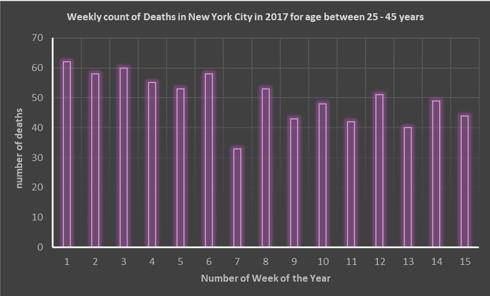 Weekly count of Deaths in New York City in 2017 for age between 25 - 45 years
70
60
50
40
30
20
10
0
number of deaths
1 2 3 4 5 6 7 8 9 10 11 12 13 14 15
Number of Week of the Year